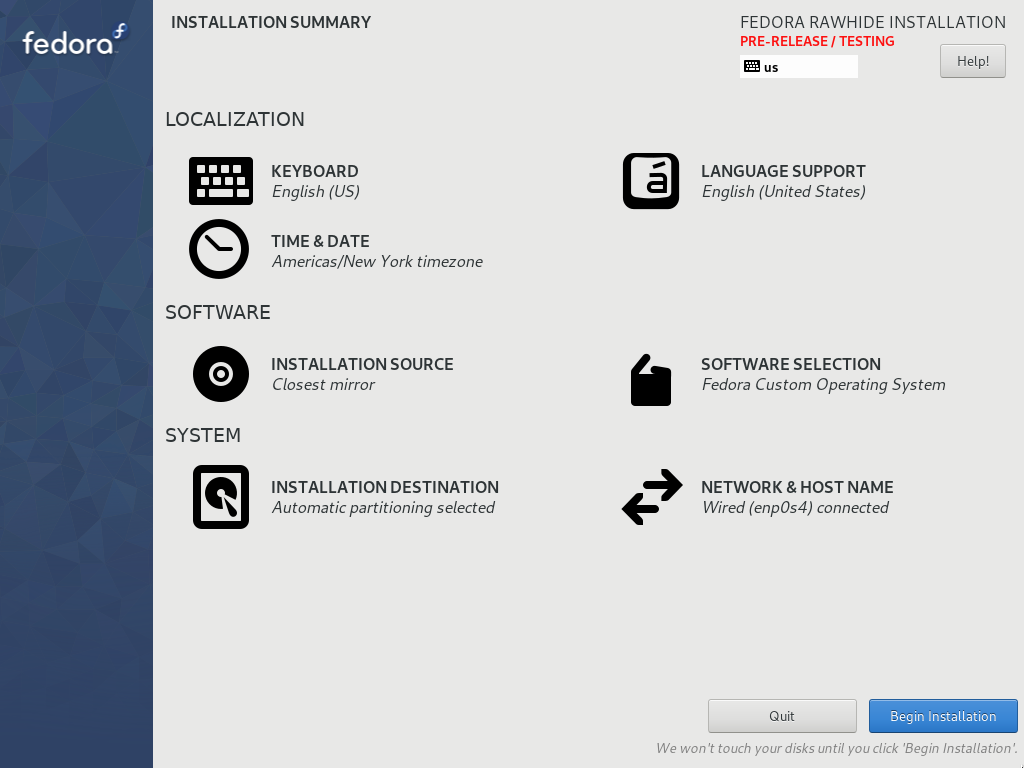 fedora
INSTALLATION SUMMARY
FEDORA RAWHIDE INSTALLATION
PRE-RELEASE / TESTING
us
Help!
LOCALIZATION
KEYBOARD
English (US)
LANGUAGE SUPPORT
English (United States)
TIME & DATE
Americas/New York timezone
SOFTWARE
INSTALLATION SOURCE
Closest mirror
SOFTWARE SELECTION
Fedora Custom Operating System
SYSTEM
INSTALLATION DESTINATION
Automatic partitioning selected
NETWORK & HOST NAME
Wired (enp0s4) connected
Quit
Begin Installation
We won't touch your disks until you click 'Begin Installation'.